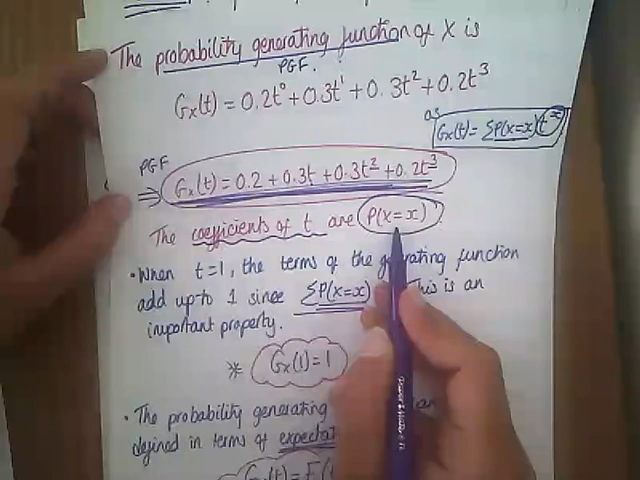 The probability generating function of X is
PGF.
Gx(t) = 0.2t⁰ + 0.3t¹ + 0.3t² + 0.2t³
as
Gx(t) = ΣP(X=x)tˣ
PGF
⇒ Gx(t) = 0.2 + 0.3t + 0.3t² + 0.2t³
The coefficients of t are P(X=x)
• When t=1, the terms of the function
add up to 1 since ΣP(X=x) This is an
important property.
* Gx(1) = 1
• The probability generating
defined in terms of
Gx(t) = E(